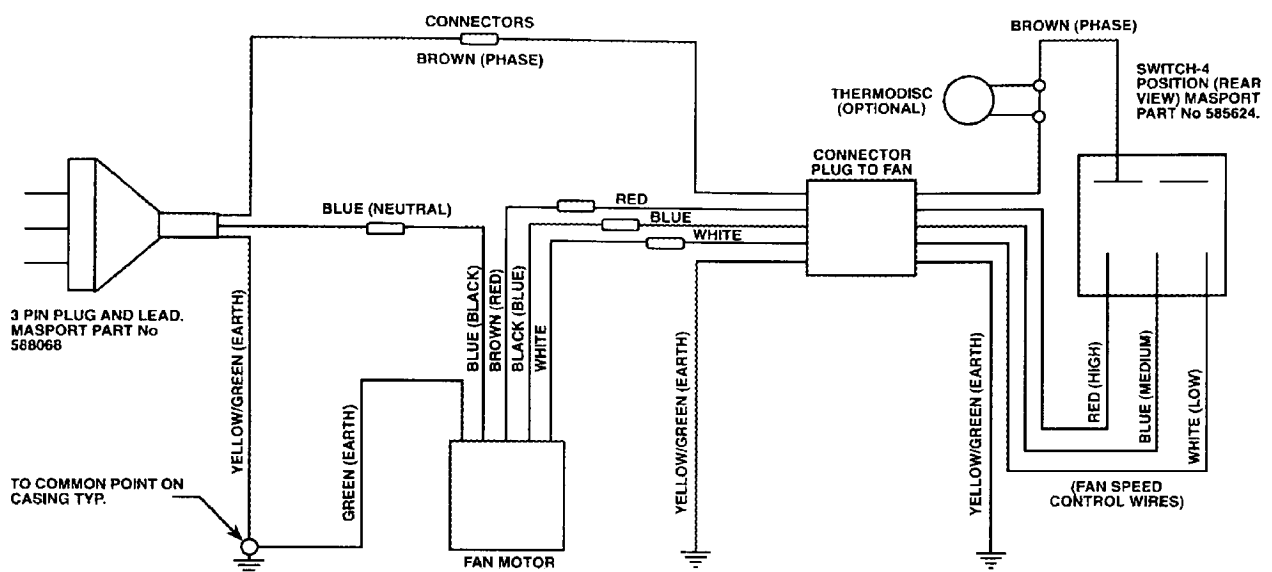 CONNECTORS
BROWN (PHASE)
BROWN (PHASE)
THERMODISC
(OPTIONAL)
SWITCH-4
POSITION (REAR
VIEW) MASPORT
PART No 585624.
CONNECTOR
PLUG TO FAN
BLUE (NEUTRAL)
RED
BLUE
WHITE
3 PIN PLUG AND LEAD.
MASPORT PART No
588068
YELLOW/GREEN (EARTH)
GREEN (EARTH)
BLUE (BLACK)
BROWN (RED)
BLACK (BLUE)
WHITE
YELLOW/GREEN (EARTH)
YELLOW/GREEN (EARTH)
RED (HIGH)
BLUE (MEDIUM)
WHITE (LOW)
TO COMMON POINT ON
CASING TYP.
(FAN SPEED
CONTROL WIRES)
FAN MOTOR